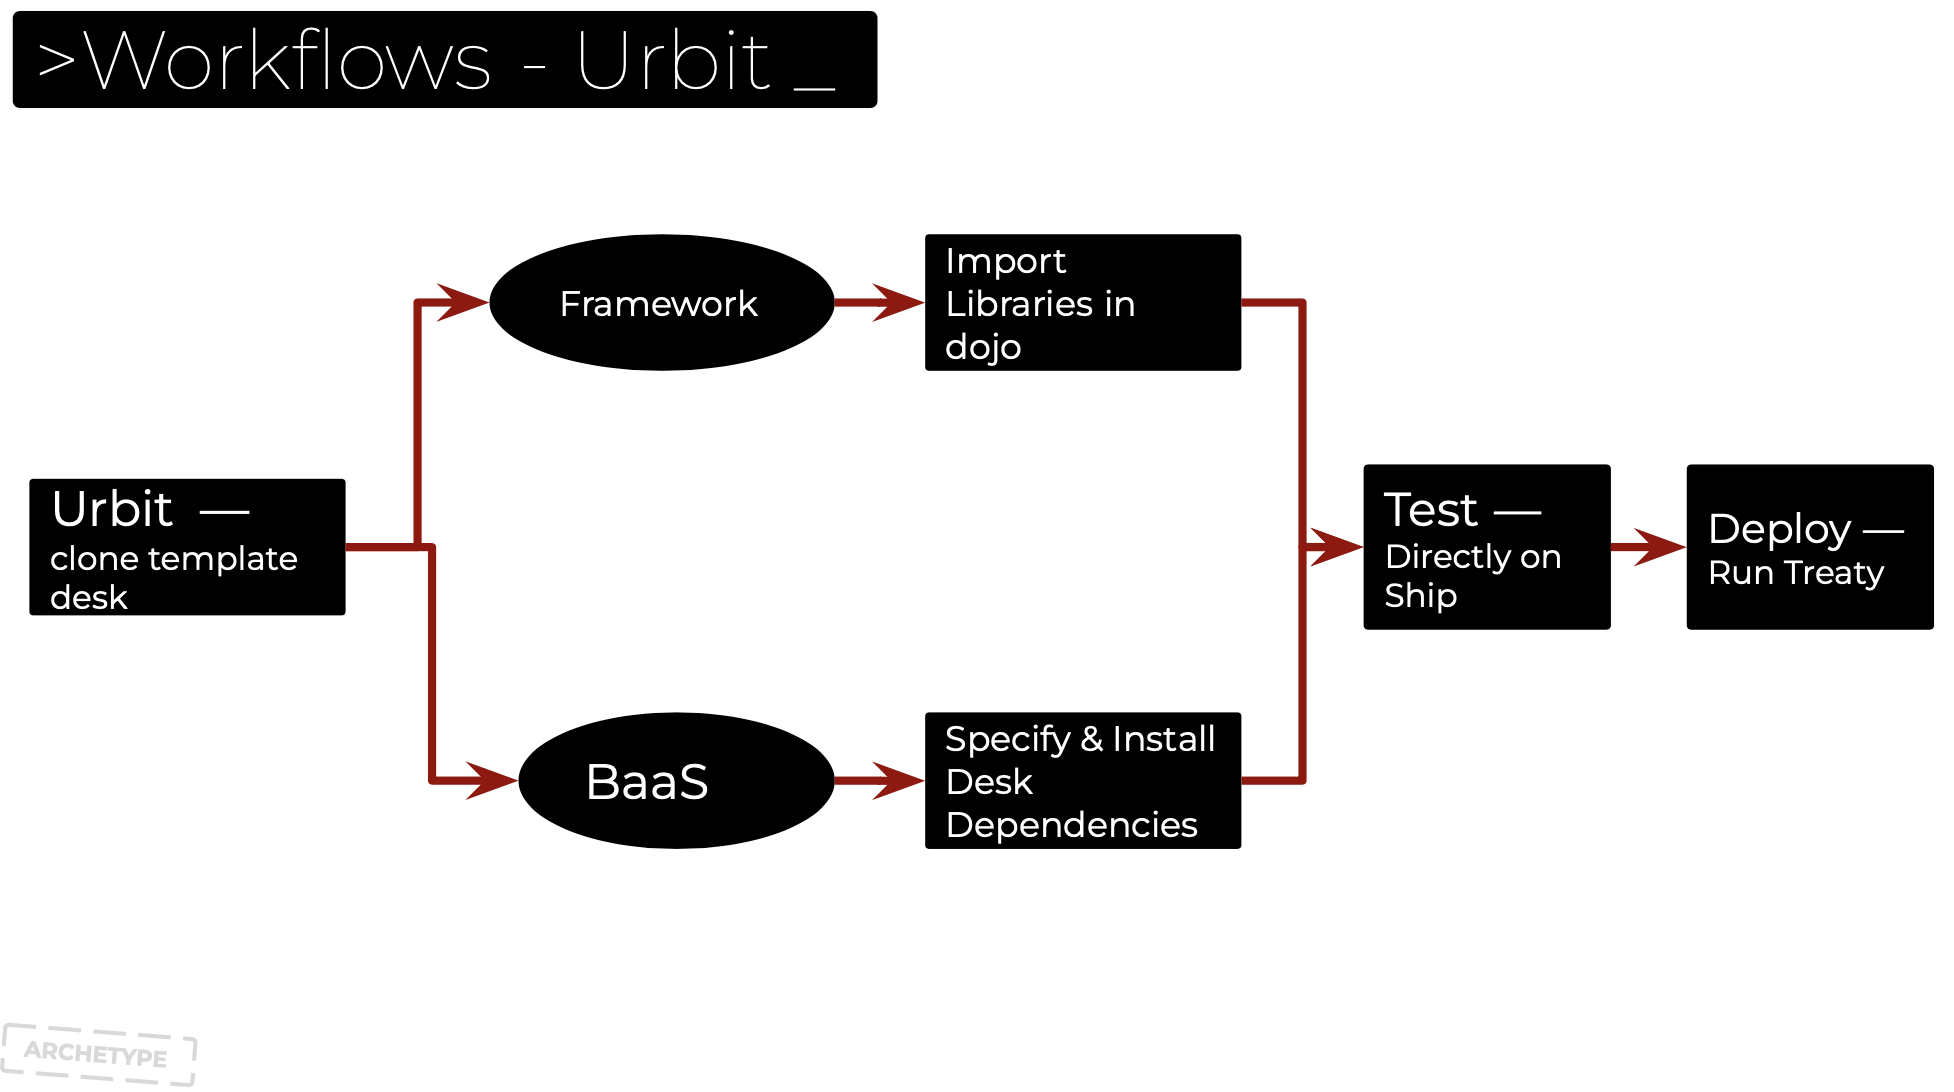 >Workflows - Urbit _
Framework
Import
Libraries in
dojo
Urbit —
clone template
desk
Test —
Directly on
Ship
Deploy —
Run Treaty
BaaS
Specify & Install
Desk
Dependencies
ARCHETYPE